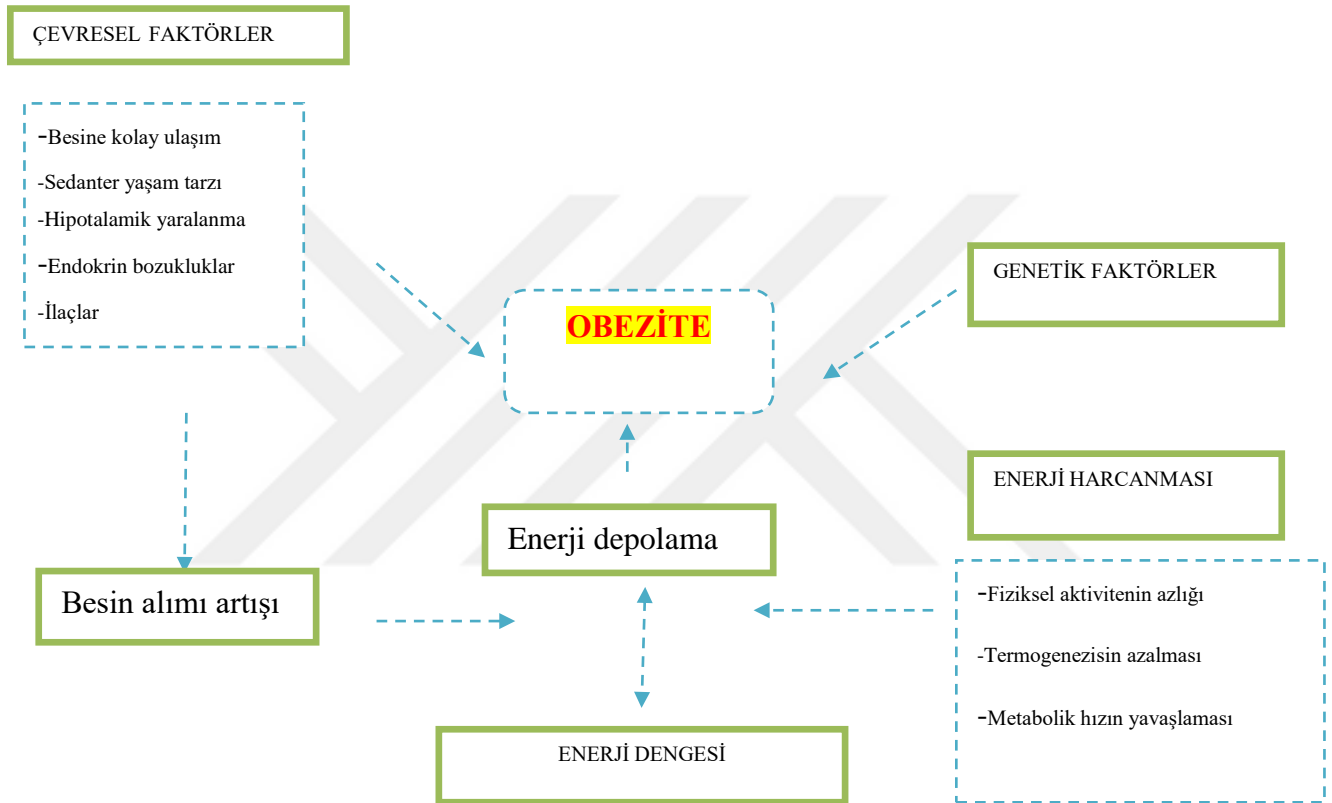 ÇEVRESEL FAKTÖRLER
-Besine kolay ulaşım
-Sedanter yaşam tarzı
-Hipotalamik yaralanma
-Endokrin bozukluklar
-İlaçlar
OBEZİTE
GENETİK FAKTÖRLER
ENERJİ HARCANMASI
Enerji depolama
Besin alımı artışı
-Fiziksel aktivitenin azlığı
-Termogenezisin azalması
-Metabolik hızın yavaşlaması
ENERJİ DENGESİ